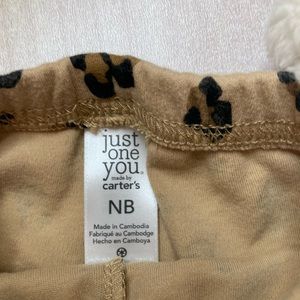 just
one
you®
made by
carter's
NB
Made in Cambodia
Fabriqué au Cambodge
Hecho en Camboya